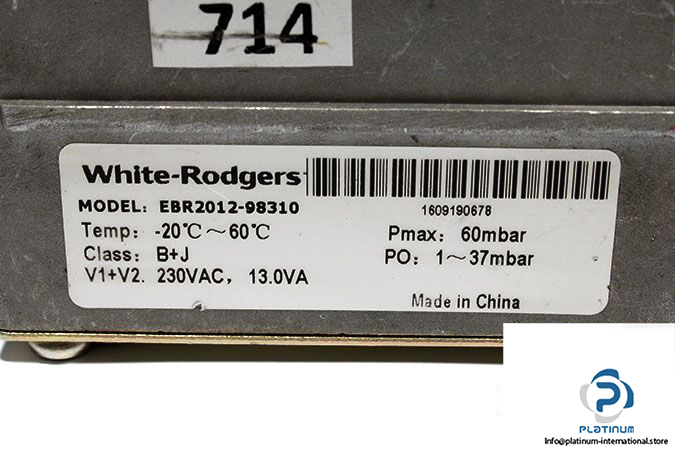 714
White-Rodgers
1609190678
MODEL: EBR2012-98310
Temp: -20℃～60℃
Pmax: 60mbar
Class: B+J
PO: 1～37mbar
V1+V2. 230VAC, 13.0VA
Made in China
PLATINUM
Info@platinum-international.store